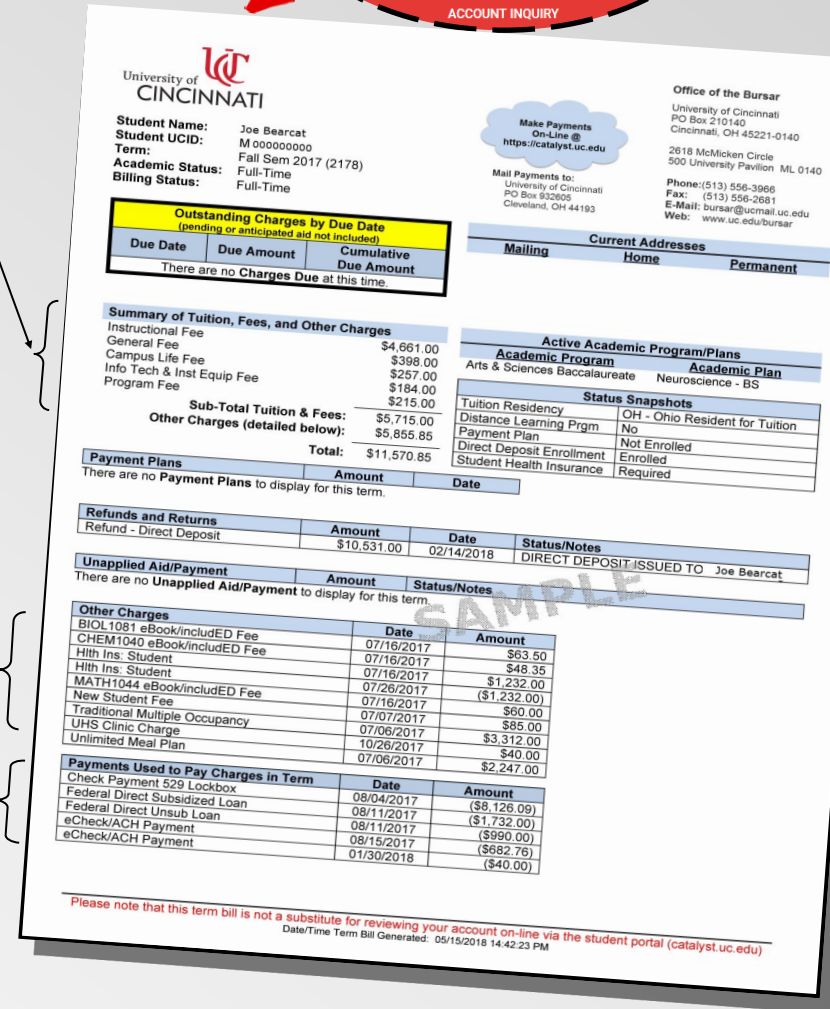 ACCOUNT INQUIRY
UC
University of
CINCINNATI
Student Name: Joe Bearcat
Student UCID: M 000000000
Term: Fall Sem 2017 (2178)
Academic Status: Full-Time
Billing Status: Full-Time
Make Payments
On-Line @
https://catalyst.uc.edu
Mail Payments to:
University of Cincinnati
PO Box 932605
Cleveland, OH 44193
Office of the Bursar
University of Cincinnati
PO Box 210140
Cincinnati, OH 45221-0140
2618 McMicken Circle
500 University Pavilion ML 0140
Phone:(513) 556-3966
Fax: (513) 556-2681
E-Mail: bursar@ucmail.uc.edu
Web: www.uc.edu/bursar
Outstanding Charges by Due Date
(pending or anticipated aid not included)
Due Date Due Amount Cumulative
Due Amount
There are no Charges Due at this time.
Current Addresses
Mailing Home Permanent
Summary of Tuition, Fees, and Other Charges
Instructional Fee $4,661.00
General Fee $398.00
Campus Life Fee $257.00
Info Tech & Inst Equip Fee $184.00
Program Fee $215.00
Sub-Total Tuition & Fees: $5,715.00
Other Charges (detailed below): $5,855.85
Total: $11,570.85
Active Academic Program/Plans
Academic Program Academic Plan
Arts & Sciences Baccalaureate Neuroscience - BS
Status Snapshots
Tuition Residency OH - Ohio Resident for Tuition
Distance Learning Prgm No
Payment Plan Not Enrolled
Direct Deposit Enrollment Enrolled
Student Health Insurance Required
Payment Plans Amount Date
There are no Payment Plans to display for this term.
Refunds and Returns Amount Date Status/Notes
Refund - Direct Deposit $10,531.00 02/14/2018 DIRECT DEPOSIT ISSUED TO Joe Bearcat
Unapplied Aid/Payment Amount Status/Notes
There are no Unapplied Aid/Payment to display for this term.
SAMPLE
Other Charges Date Amount
BIOL1081 eBook/includED Fee 07/16/2017 $63.50
CHEM1040 eBook/includED Fee 07/16/2017 $48.35
Hlth Ins: Student 07/16/2017 $1,232.00
Hlth Ins: Student 07/26/2017 ($1,232.00)
MATH1044 eBook/includED Fee 07/16/2017 $60.00
New Student Fee 07/07/2017 $85.00
Traditional Multiple Occupancy 07/06/2017 $3,312.00
UHS Clinic Charge 10/26/2017 $40.00
Unlimited Meal Plan 07/06/2017 $2,247.00
Payments Used to Pay Charges in Term Date Amount
Check Payment 529 Lockbox 08/04/2017 ($8,126.09)
Federal Direct Subsidized Loan 08/11/2017 ($1,732.00)
Federal Direct Unsub Loan 08/11/2017 ($990.00)
eCheck/ACH Payment 08/15/2017 ($682.76)
eCheck/ACH Payment 01/30/2018 ($40.00)
Please note that this term bill is not a substitute for reviewing your account on-line via the student portal (catalyst.uc.edu)
Date/Time Term Bill Generated: 05/15/2018 14:42:23 PM